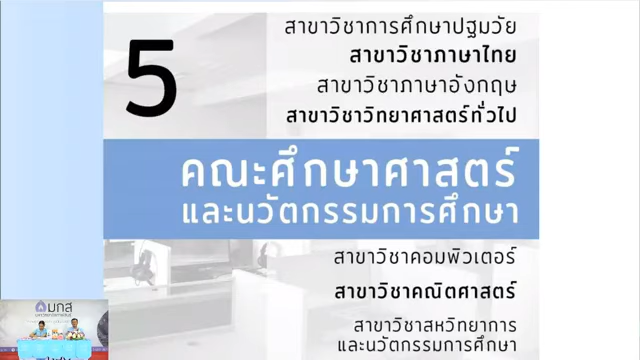 5
สาขาวิชาการศึกษาปฐมวัย
สาขาวิชาภาษาไทย
สาขาวิชาภาษาอังกฤษ
สาขาวิชาวิทยาศาสตร์ทั่วไป
คณะศึกษาศาสตร์
และนวัตกรรมการศึกษา
สาขาวิชาคอมพิวเตอร์
สาขาวิชาคณิตศาสตร์
สาขาวิชาสหวิทยาการ
และนวัตกรรมการศึกษา
มกส